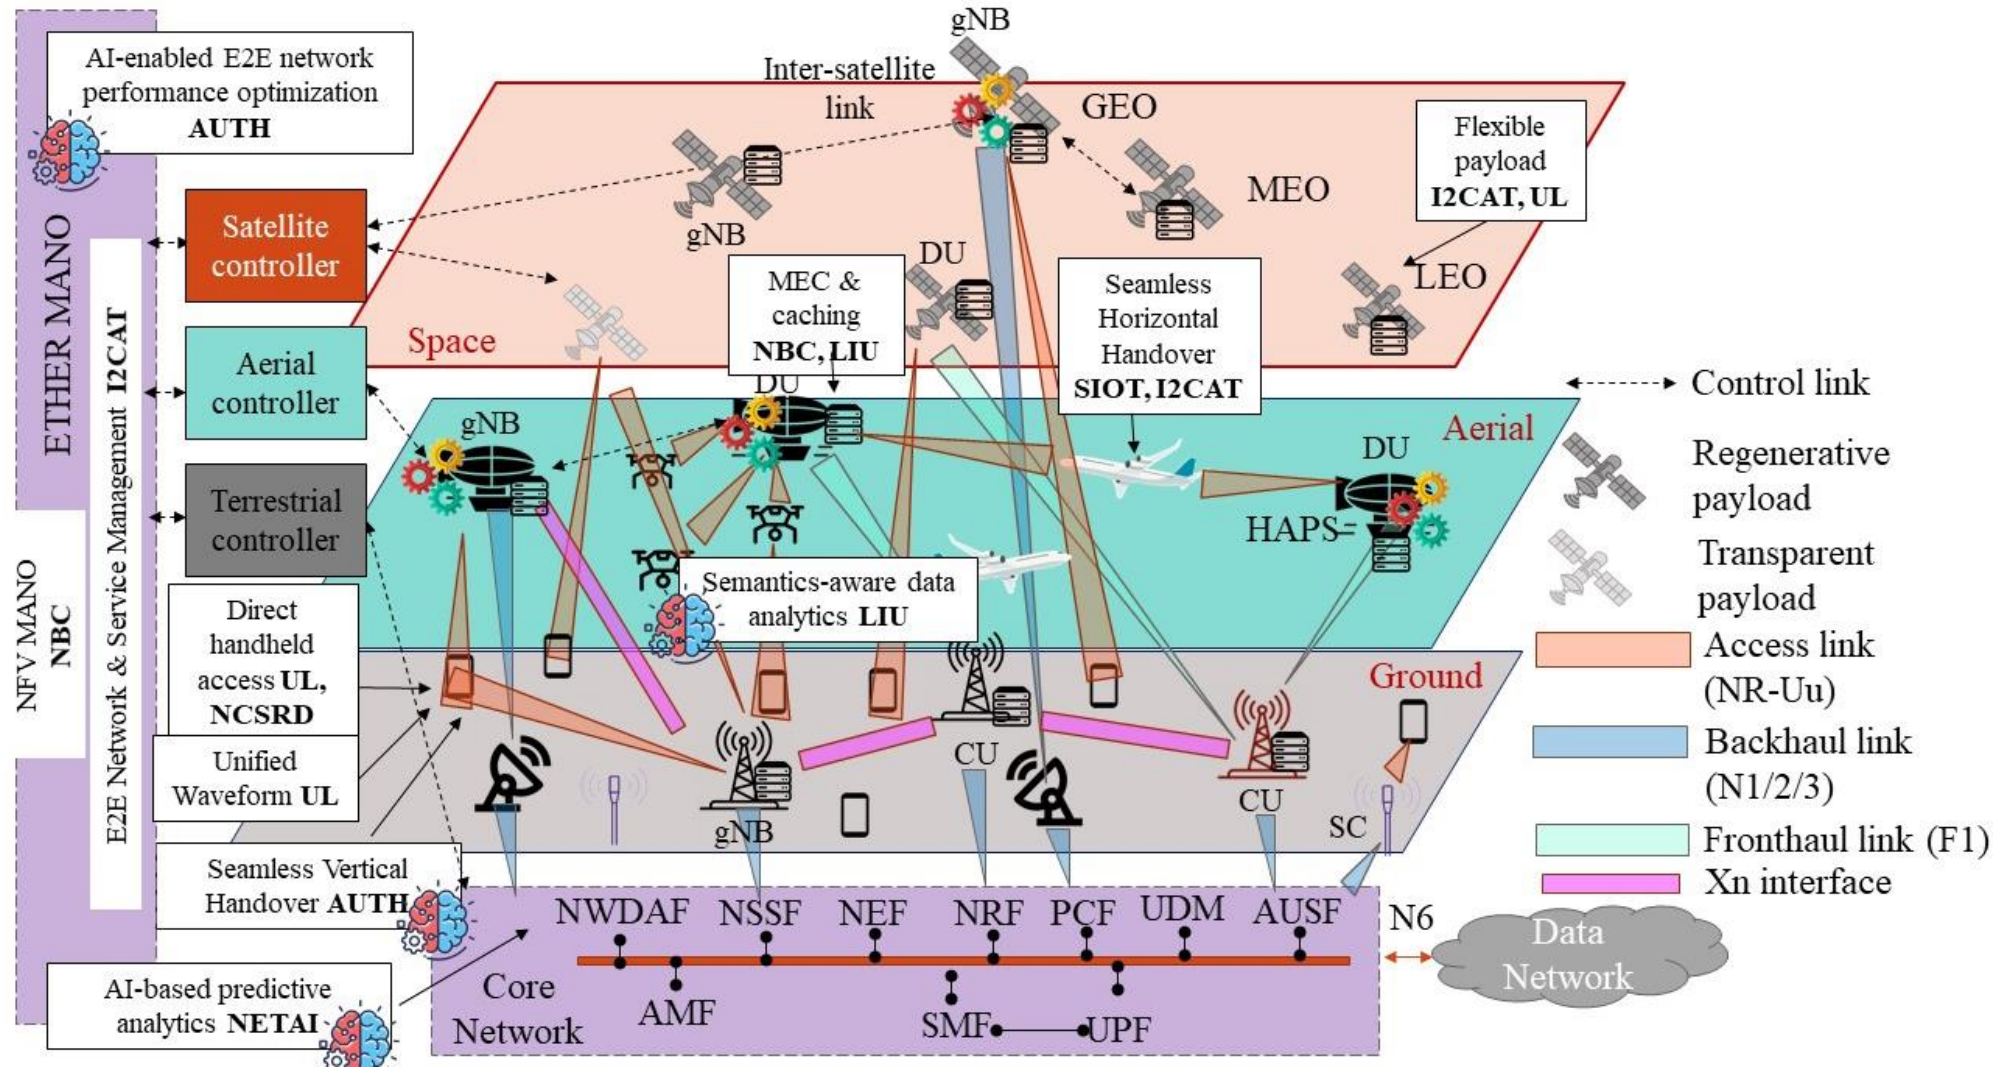 AI-enabled E2E network
performance optimization
AUTH
ETHER MANO
E2E Network & Service Management I2CAT
NFV MANO
NBC
Satellite
controller
Aerial
controller
Terrestrial
controller
Direct
handheld
access UL,
NCSRD
Unified
Waveform UL
Seamless Vertical
Handover AUTH
AI-based predictive
analytics NETAI
gNB
Inter-satellite
link
GEO
gNB
MEO
Flexible
payload
I2CAT, UL
LEO
DU
Space
MEC &
caching
NBC, LIU
Seamless
Horizontal
Handover
SIOT, I2CAT
DU
gNB
Aerial
DU
HAPS
Semantics-aware data
analytics LIU
Ground
CU
gNB
CU
SC
NWDAF
NSSF
NEF
NRF
PCF
UDM
AUSF
Core
Network
AMF
SMF
UPF
N6
Data
Network
Control link
Regenerative
payload
Transparent
payload
Access link
(NR-Uu)
Backhaul link
(N1/2/3)
Fronthaul link (F1)
Xn interface